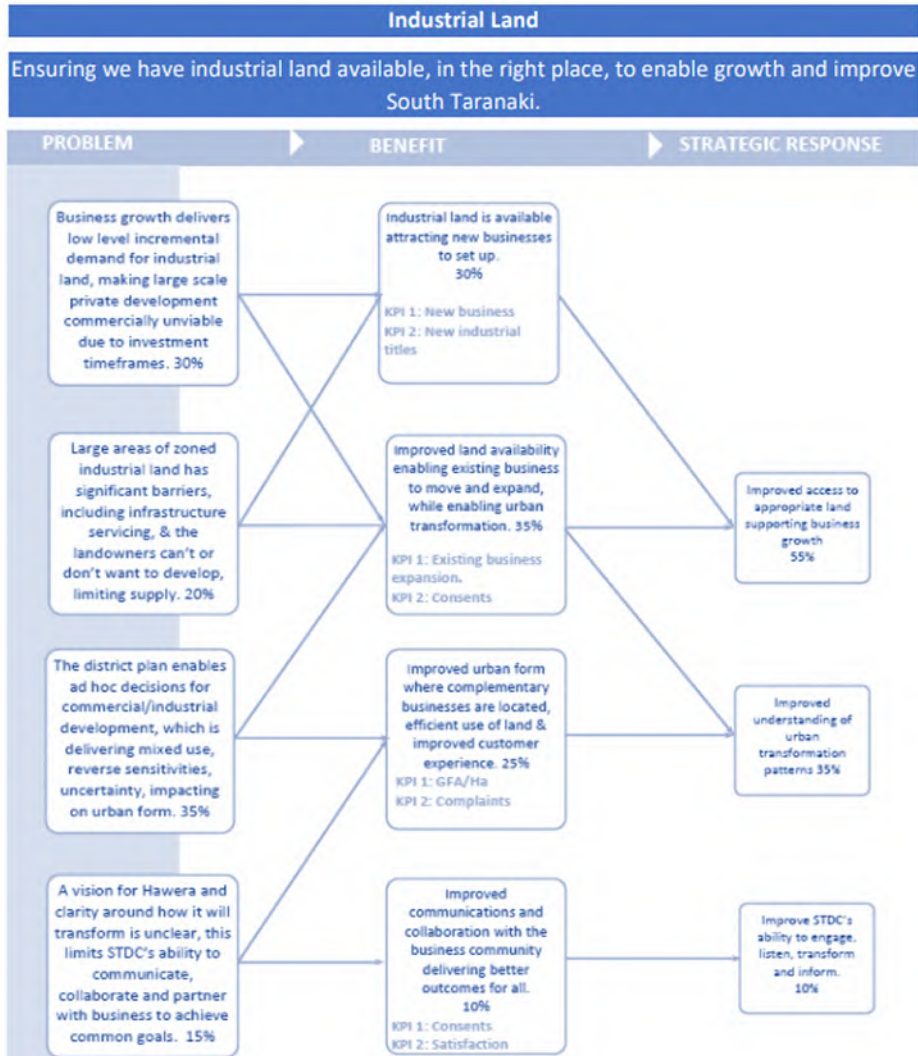 Industrial Land
Ensuring we have industrial land available, in the right place, to enable growth and improve
South Taranaki.
PROBLEM
BENEFIT
STRATEGIC RESPONSE
Business growth delivers
low level incremental
demand for industrial
land, making large scale
private development
commercially unviable
due to investment
timeframes. 30%
Large areas of zoned
industrial land has
significant barriers,
including infrastructure
servicing, & the
landowners can't or
don't want to develop,
limiting supply. 20%
The district plan enables
ad hoc decisions for
commercial/industrial
development, which is
delivering mixed use,
reverse sensitivities,
uncertainty, impacting
on urban form. 35%
A vision for Hawera and
clarity around how it will
transform is unclear, this
limits STDC's ability to
communicate,
collaborate and partner
with business to achieve
common goals. 15%
Industrial land is available
attracting new businesses
to set up.
30%
KPI 1: New business
KPI 2: New industrial
titles
Improved land availability
enabling existing business
to move and expand,
while enabling urban
transformation. 35%
KPI 1: Existing business
expansion.
KPI 2: Consents
Improved urban form
where complementary
businesses are located,
efficient use of land &
improved customer
experience. 25%
KPI 1: GFA/Ha
KPI 2: Complaints
Improved
communications and
collaboration with the
business community
delivering better
outcomes for all.
10%
KPI 1: Consents
KPI 2: Satisfaction
Improved access to
appropriate land
supporting business
growth
55%
Improved
understanding of
urban
transformation
patterns 35%
Improve STDC's
ability to engage,
listen, transform
and inform.
10%